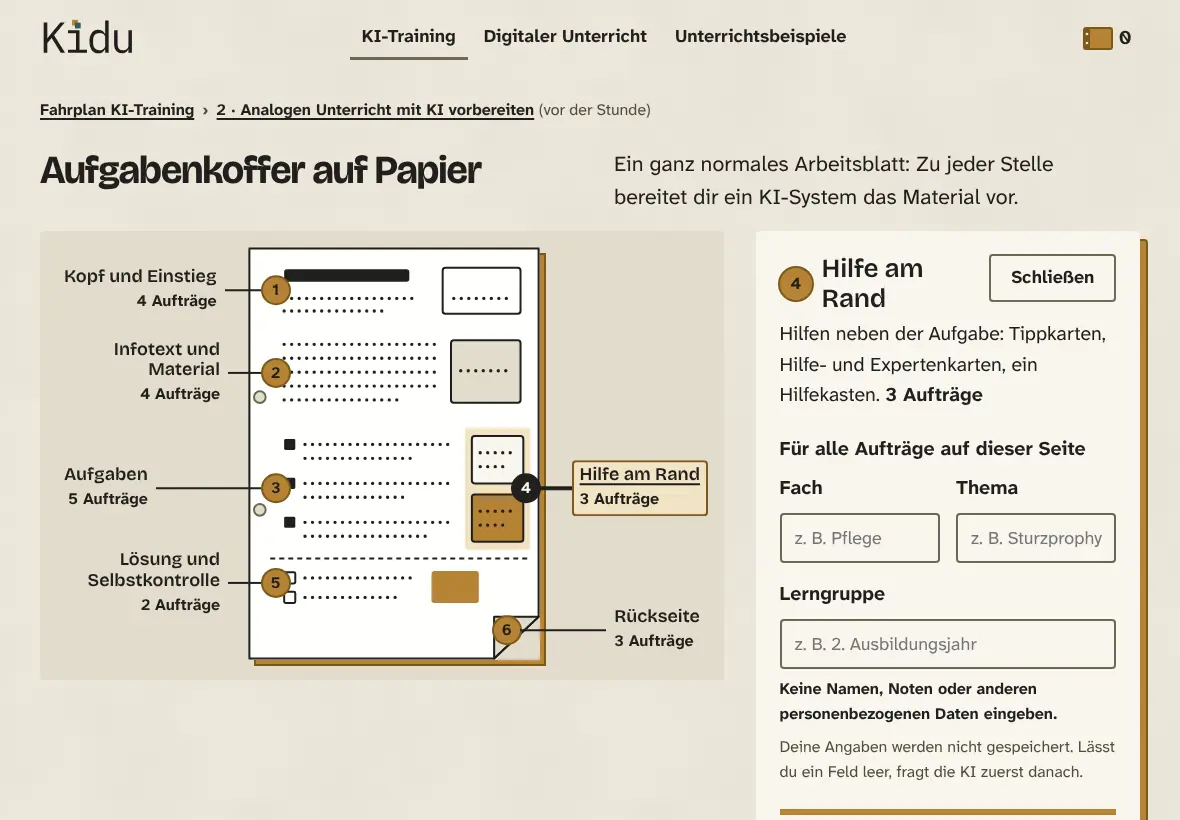 Kidu
KI-Training
Digitaler Unterricht
Unterrichtsbeispiele
0
Fahrplan KI-Training › 2 · Analogen Unterricht mit KI vorbereiten (vor der Stunde)
Aufgabenkoffer auf Papier
Ein ganz normales Arbeitsblatt: Zu jeder Stelle
bereitet dir ein KI-System das Material vor.
Kopf und Einstieg
4 Aufträge
1
Infotext und
Material
4 Aufträge
2
Aufgaben
5 Aufträge
3
4
Hilfe am Rand
3 Aufträge
Lösung und
Selbstkontrolle
2 Aufträge
5
6
Rückseite
3 Aufträge
4
Hilfe am
Rand
Schließen
Hilfen neben der Aufgabe: Tippkarten,
Hilfe- und Expertenkarten, ein
Hilfekasten. 3 Aufträge
Für alle Aufträge auf dieser Seite
Fach
Thema
z. B. Pflege
z. B. Sturzprophy
Lerngruppe
z. B. 2. Ausbildungsjahr
Keine Namen, Noten oder anderen
personenbezogenen Daten eingeben.
Deine Angaben werden nicht gespeichert. Lässt
du ein Feld leer, fragt die KI zuerst danach.